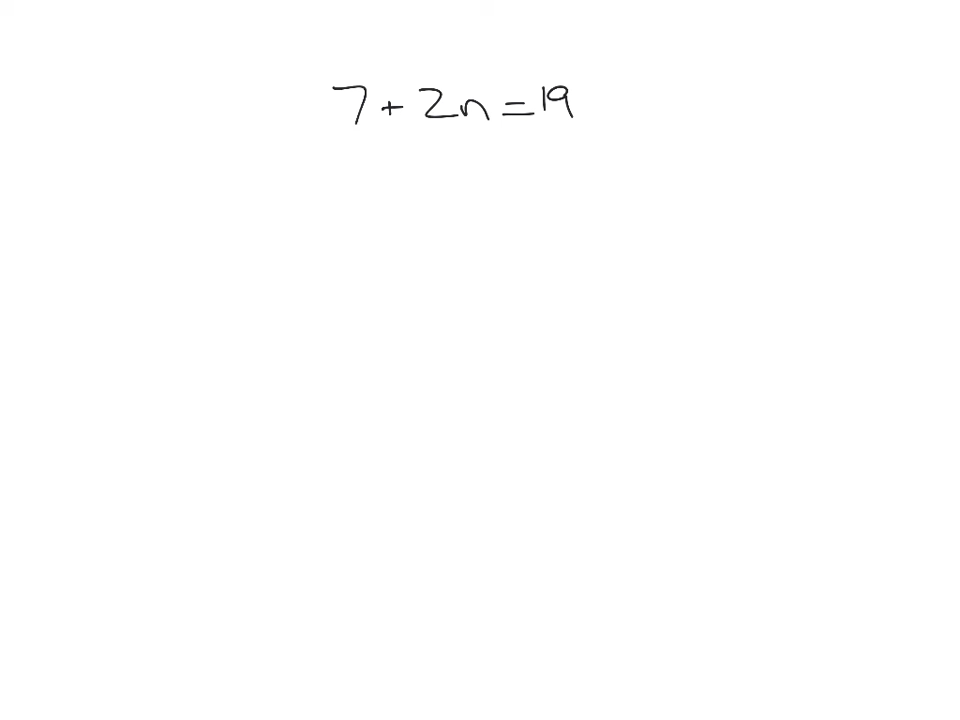 7 + 2n = 19